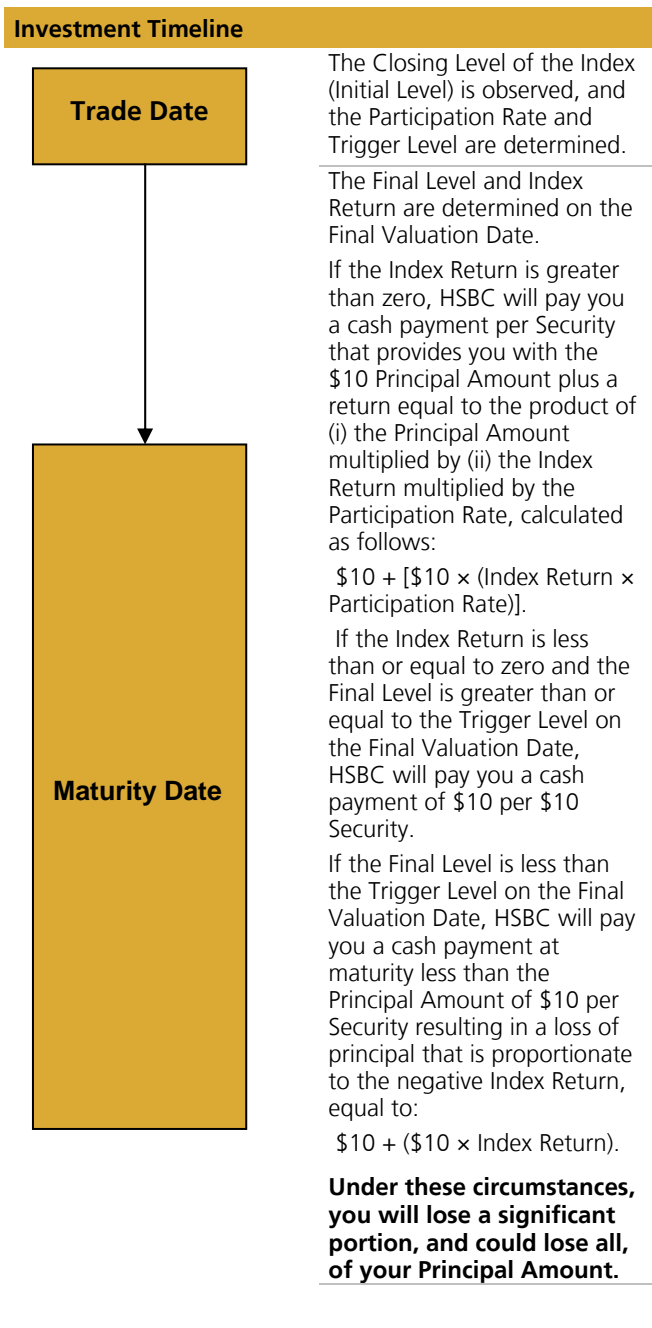 Investment Timeline
Trade Date
The Closing Level of the Index
(Initial Level) is observed, and
the Participation Rate and
Trigger Level are determined.
The Final Level and Index
Return are determined on the
Final Valuation Date.
If the Index Return is greater
than zero, HSBC will pay you
a cash payment per Security
that provides you with the
$10 Principal Amount plus a
return equal to the product of
(i) the Principal Amount
multiplied by (ii) the Index
Return multiplied by the
Participation Rate, calculated
as follows:
$10 + [$10 × (Index Return ×
Participation Rate)].
If the Index Return is less
than or equal to zero and the
Final Level is greater than or
equal to the Trigger Level on
the Final Valuation Date,
HSBC will pay you a cash
payment of $10 per $10
Security.
Maturity Date
If the Final Level is less than
the Trigger Level on the Final
Valuation Date, HSBC will pay
you a cash payment at
maturity less than the
Principal Amount of $10 per
Security resulting in a loss of
principal that is proportionate
to the negative Index Return,
equal to:
$10 + ($10 × Index Return).
Under these circumstances,
you will lose a significant
portion, and could lose all,
of your Principal Amount.